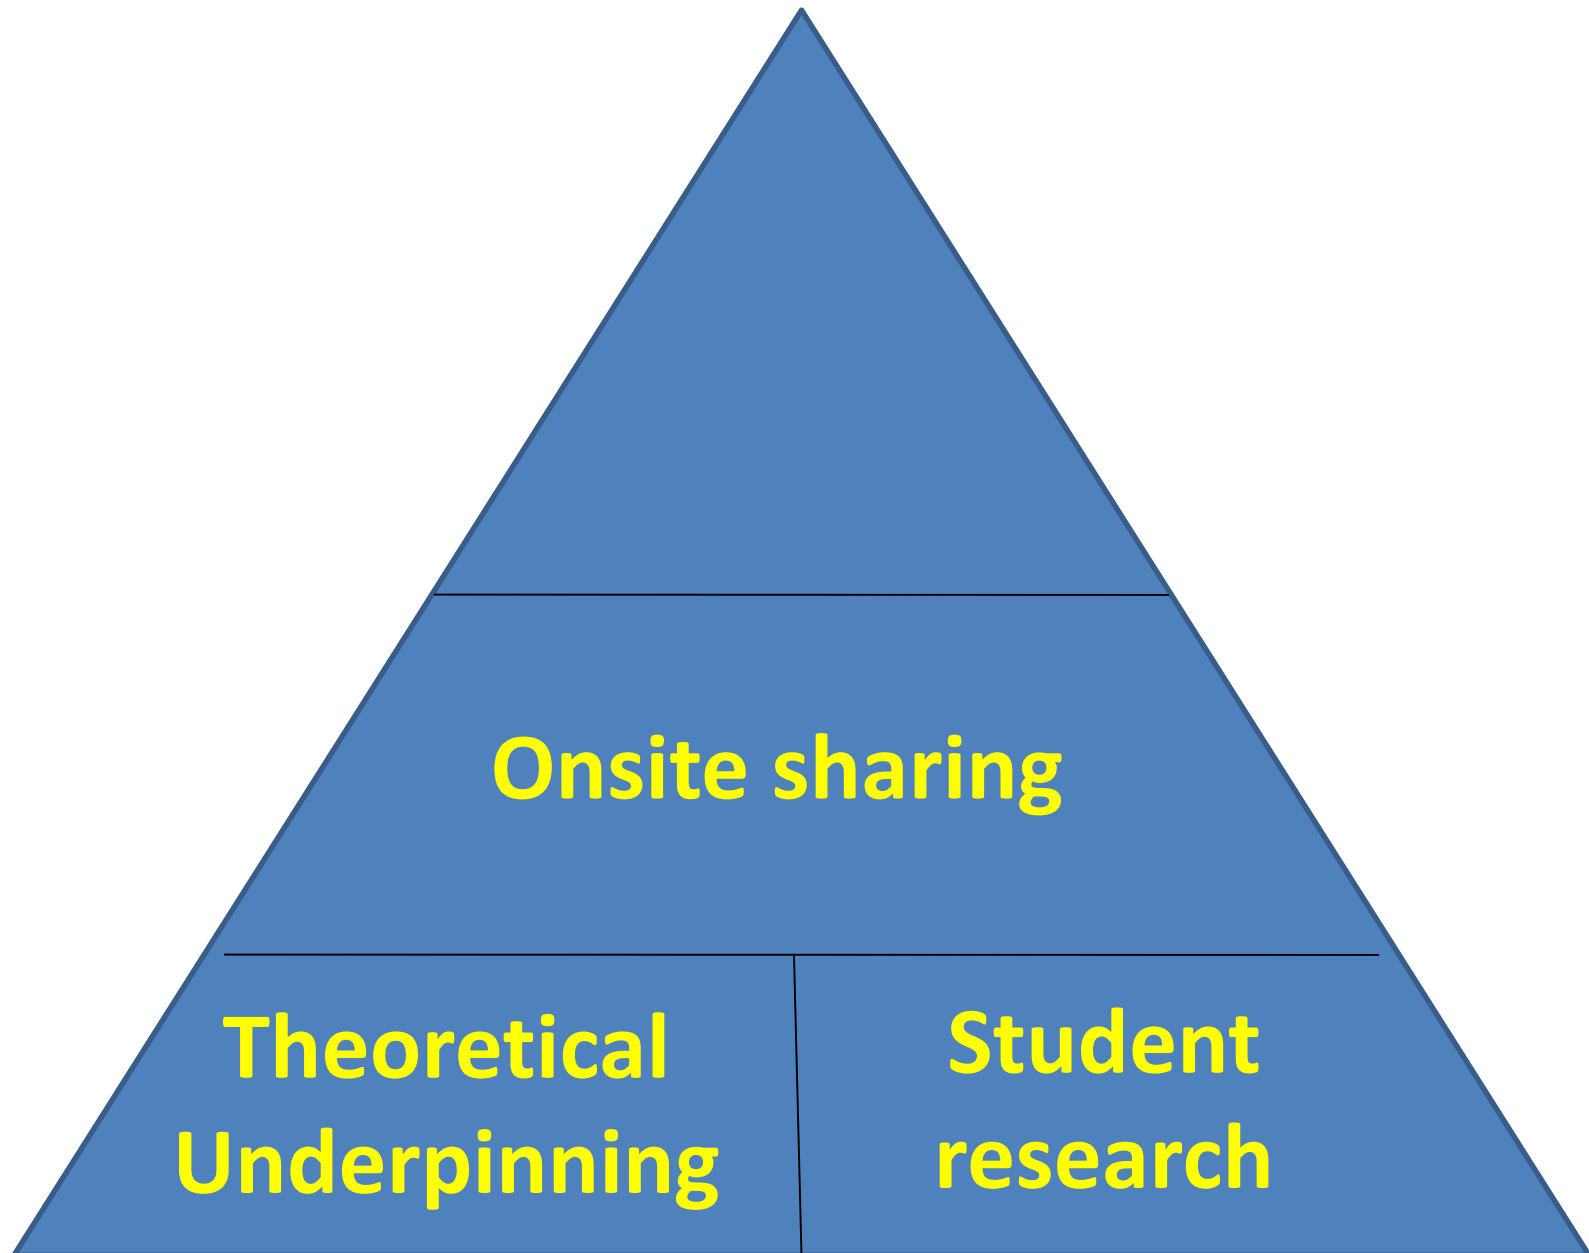 Onsite sharing
Theoretical
Underpinning
Student
research